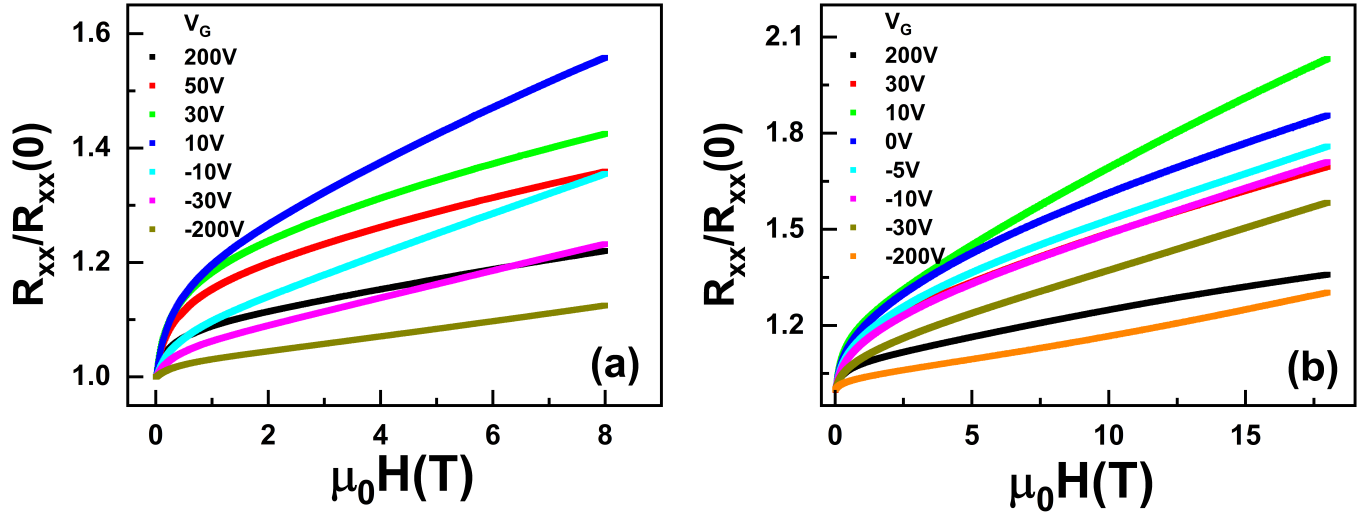 V_G
200V
50V
30V
10V
-10V
-30V
-200V
1.6
1.4
1.2
1.0
R_xx/R_xx(0)
(a)
0 2 4 6 8
μ_0H(T)
V_G
200V
30V
10V
0V
-5V
-10V
-30V
-200V
2.1
1.8
1.5
1.2
R_xx/R_xx(0)
(b)
0 5 10 15
μ_0H(T)